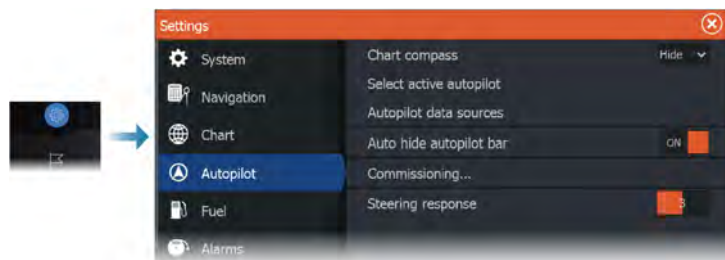 Settings
System
Navigation
Chart
Autopilot
Fuel
Alarms
Chart compass Hide
Select active autopilot
Autopilot data sources
Auto hide autopilot bar ON
Commissioning...
Steering response 3